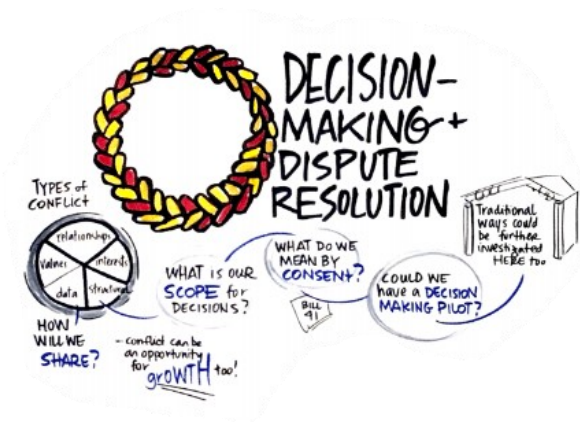 DECISION-
MAKING +
DISPUTE
RESOLUTION
TYPES of
CONFLICT
relationships
values
interests
data
Structural
HOW
WILL WE
SHARE?
- conflict can be
an opportunity
for growth too!
WHAT IS OUR
SCOPE for
DECISIONS?
WHAT DO WE
MEAN BY
CONSENT?
BILL
41
COULD WE
have a DECISION
MAKING PILOT?
Traditional
ways could
be further
investigated
HERE too